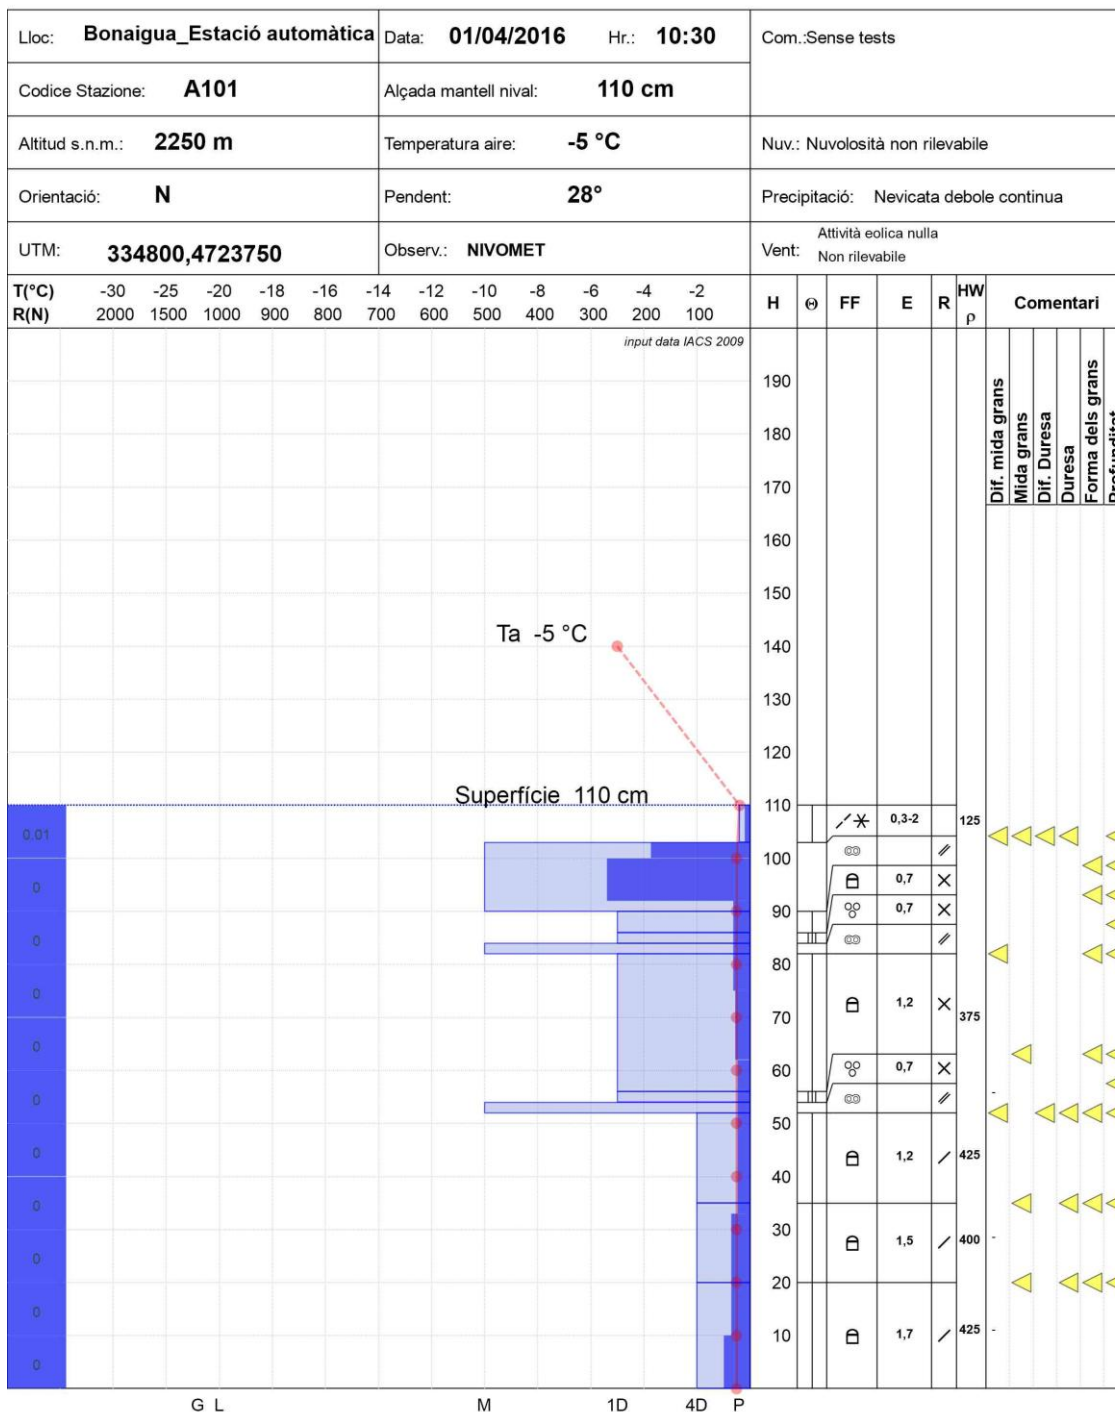 Lloc: Bonaigua_Estació automàtica Data: 01/04/2016 Hr.: 10:30 Com.:Sense tests
Codice Stazione: A101 Alçada mantell nival: 110 cm
Altitud s.n.m.: 2250 m Temperatura aire: -5 °C Nuv.: Nuvolosità non rilevabile
Orientació: N Pendent: 28° Precipitació: Nevicata debole continua
UTM: 334800,4723750 Observ.: NIVOMET Vent: Attività eolica nulla
Non rilevabile
T(°C) -30 -25 -20 -18 -16 -14 -12 -10 -8 -6 -4 -2 H Θ FF E R HW Comentari
R(N) 2000 1500 1000 900 800 700 600 500 400 300 200 100 ρ
input data IACS 2009
Dif. mida grans
Mida grans
Dif. Duresa
Duresa
Forma dels grans
Profunditat
190
180
170
160
150
Ta -5 °C 140
130
120
Superfície 110 cm 110
0,3-2 125
0.01
100
0 0,7
90 0,7
0
80
0 1,2
70 375
0
60 0,7
0
50
0 1,2 425
40
0
30 1,5 400 -
0
20
0
10 1,7 425 -
0
G L M 1D 4D P